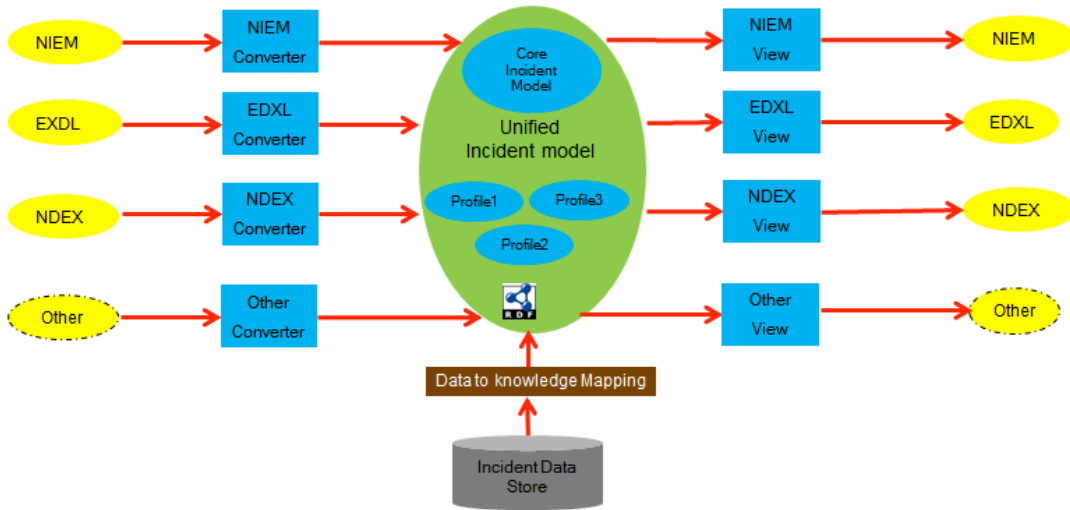 NIEM
NIEM
Converter
Core
Incident
Model
NIEM
View
NIEM
EXDL
EDXL
Converter
Unified
Incident model
EDXL
View
EDXL
NDEX
NDEX
Converter
Profile1
Profile3
Profile2
NDEX
View
NDEX
Other
Other
Converter
RDF
Other
View
Other
Data to knowledge Mapping
Incident Data
Store